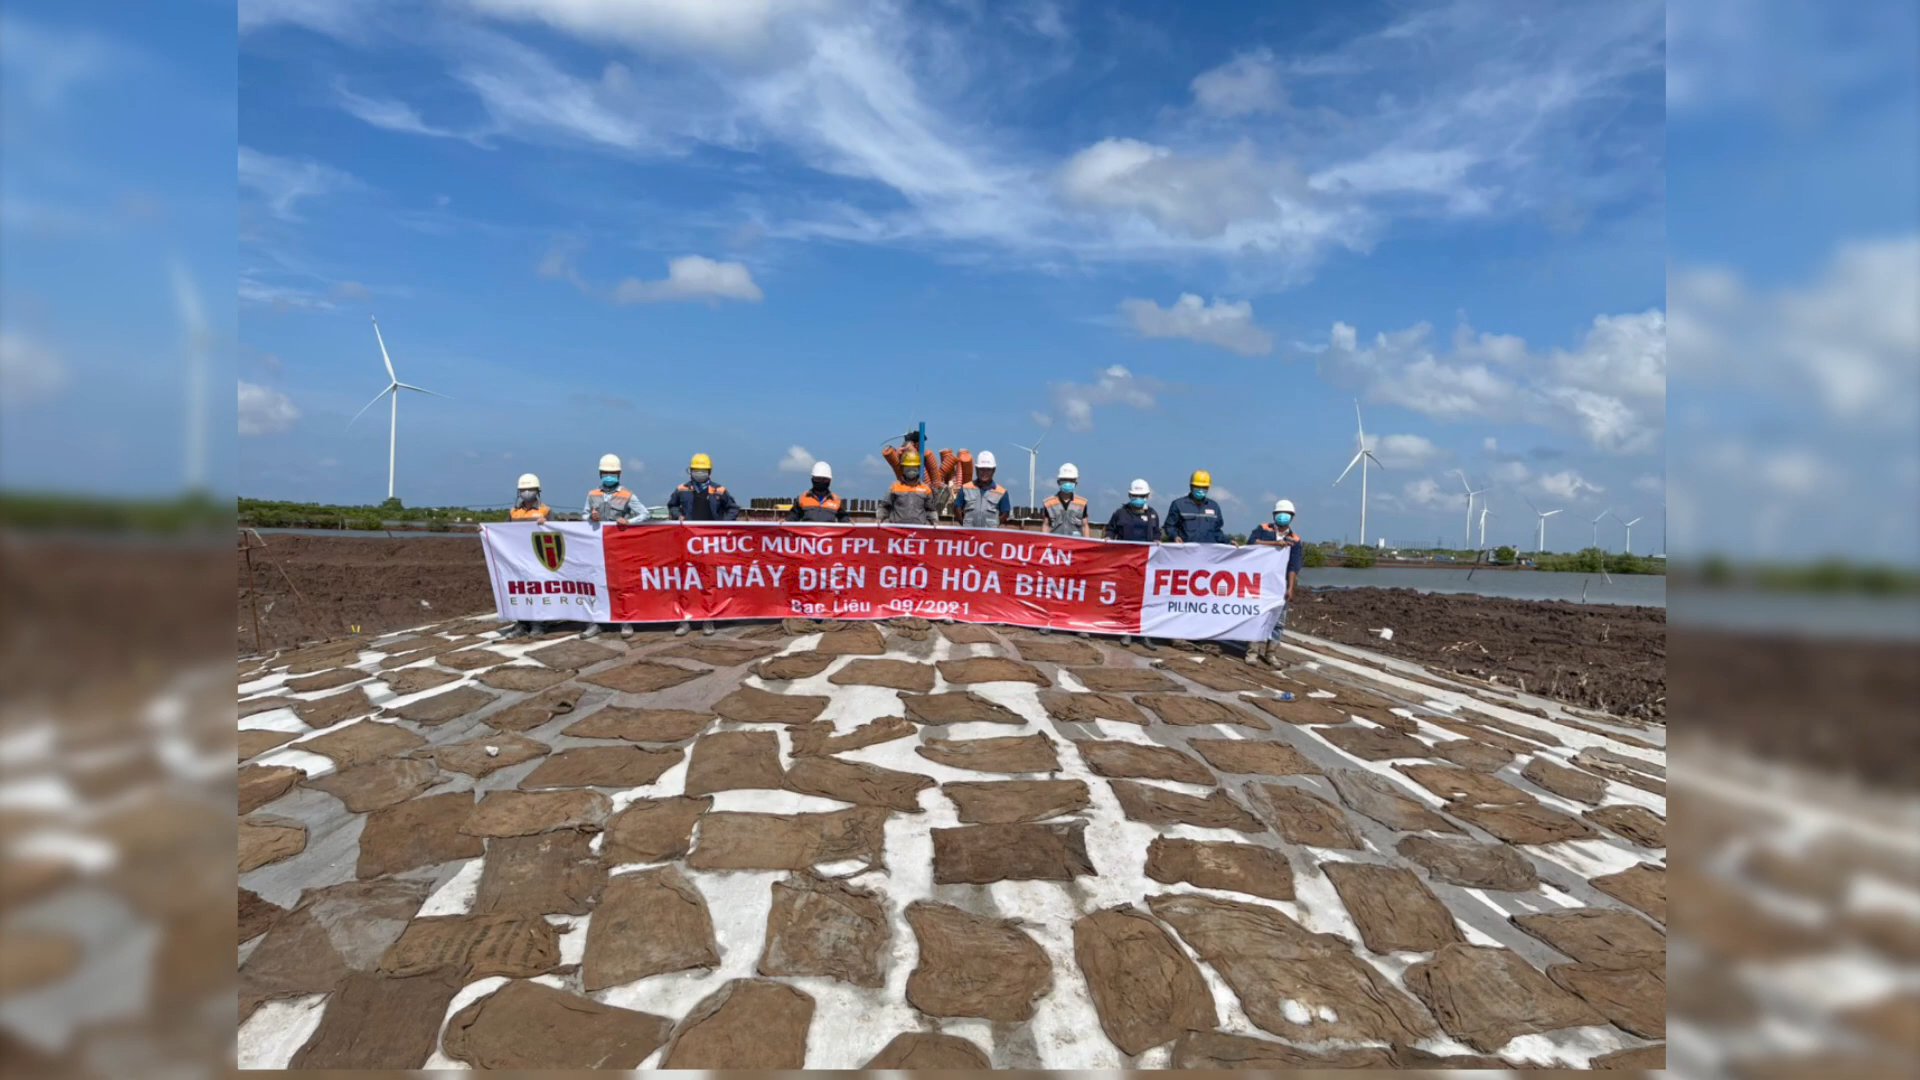 HACOM
ENERGY
CHÚC MỪNG FPL KẾT THÚC DỰ ÁN
NHÀ MÁY ĐIỆN GIÓ HÒA BÌNH 5
Bạc Liêu - 09/2021
FECON
PILING & CONS